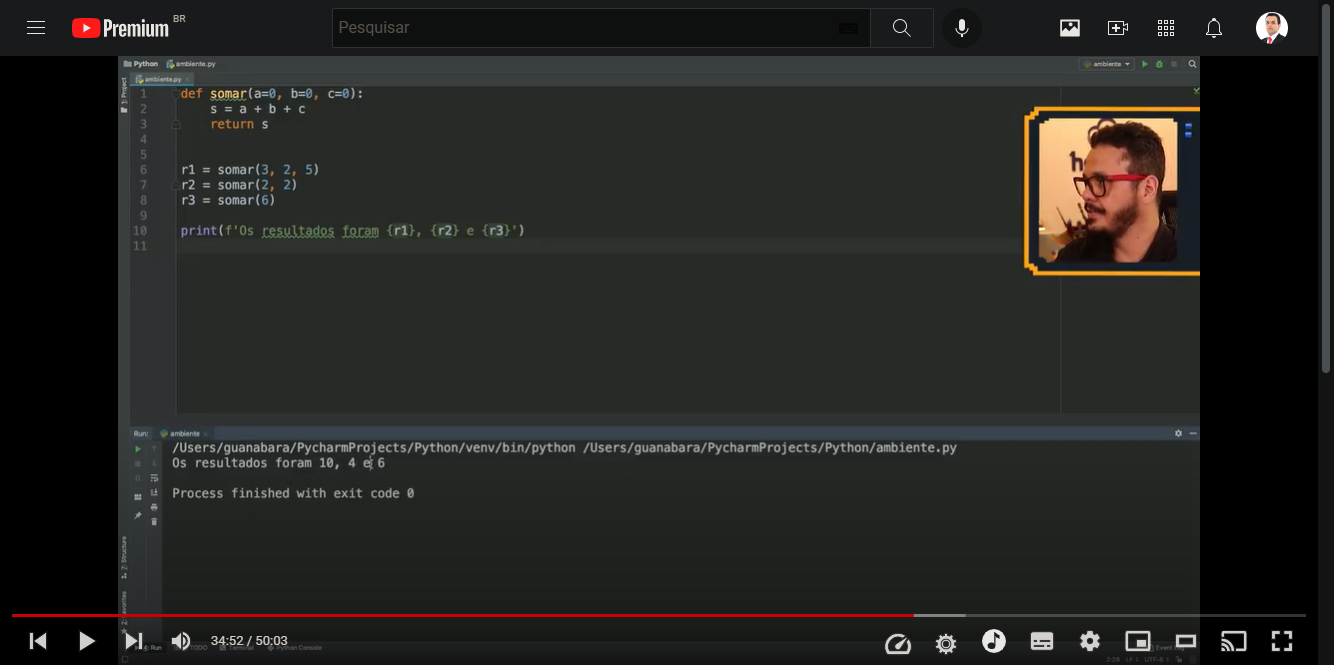 Premium BR
Pesquisar
Python ambiente.py
ambiente
ambiente.py
1: Project
1 def somar(a=0, b=0, c=0):
2 s = a + b + c
3 return s
4
5
6 r1 = somar(3, 2, 5)
7 r2 = somar(2, 2)
8 r3 = somar(6)
9
10 print(f'Os resultados foram {r1}, {r2} e {r3}')
11
Run: ambiente
/Users/guanabara/PycharmProjects/Python/venv/bin/python /Users/guanabara/PycharmProjects/Python/ambiente.py
Os resultados foram 10, 4 e 6
Process finished with exit code 0
Z: Structure
34:52 / 50:03
4: Run TODO Terminal Python Console